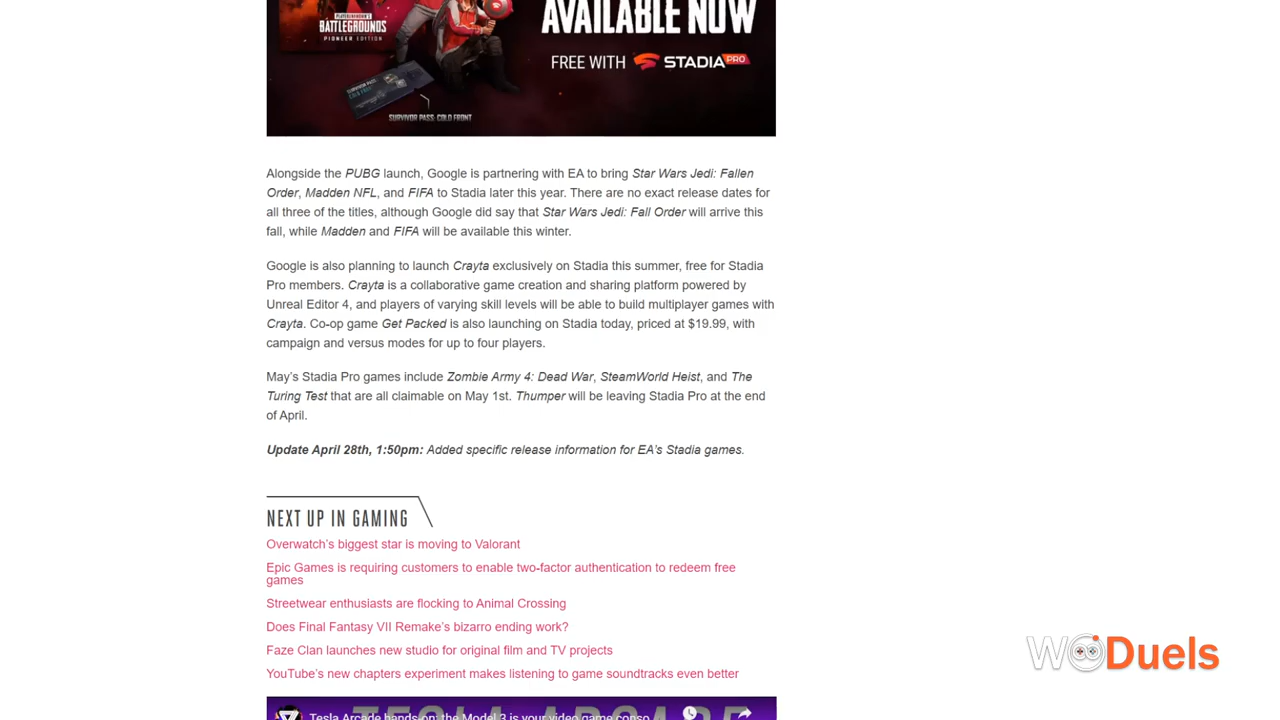 PLAYERUNKNOWN'S
BATTLEGROUNDS
PIONEER EDITION
AVAILABLE NOW
FREE WITH STADIA PRO
SURVIVOR PASS: COLD FRONT
Alongside the PUBG launch, Google is partnering with EA to bring Star Wars Jedi: Fallen
Order, Madden NFL, and FIFA to Stadia later this year. There are no exact release dates for
all three of the titles, although Google did say that Star Wars Jedi: Fall Order will arrive this
fall, while Madden and FIFA will be available this winter.
Google is also planning to launch Crayta exclusively on Stadia this summer, free for Stadia
Pro members. Crayta is a collaborative game creation and sharing platform powered by
Unreal Editor 4, and players of varying skill levels will be able to build multiplayer games with
Crayta. Co-op game Get Packed is also launching on Stadia today, priced at $19.99, with
campaign and versus modes for up to four players.
May's Stadia Pro games include Zombie Army 4: Dead War, SteamWorld Heist, and The
Turing Test that are all claimable on May 1st. Thumper will be leaving Stadia Pro at the end
of April.
Update April 28th, 1:50pm: Added specific release information for EA's Stadia games.
NEXT UP IN GAMING
Overwatch's biggest star is moving to Valorant
Epic Games is requiring customers to enable two-factor authentication to redeem free
games
Streetwear enthusiasts are flocking to Animal Crossing
Does Final Fantasy VII Remake's bizarro ending work?
Faze Clan launches new studio for original film and TV projects
YouTube's new chapters experiment makes listening to game soundtracks even better
Tesla Arcade hands-on: the Model 3 is your video game conso
TESLA ARCADE
WooDuels